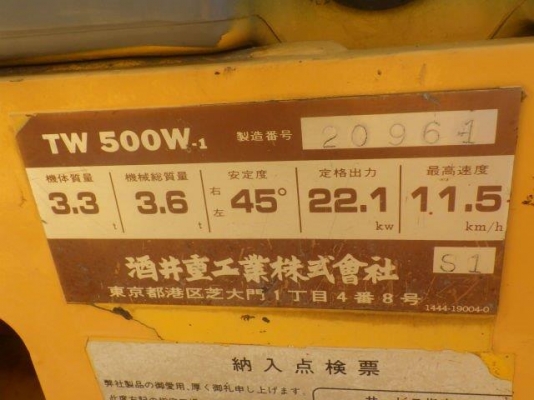 TW 500W-1 製造番号 20961
機体質量 機械総質量 安定度 定格出力 最高速度
3.3 t 3.6 t 右左 45° 22.1 kw 11.5 km/h
酒井重工業株式會社 S1
東京都港区芝大門1丁目4番8号 1444-19004-0
納入点検票
弊社製品の御愛用、厚く御礼申し上げます。